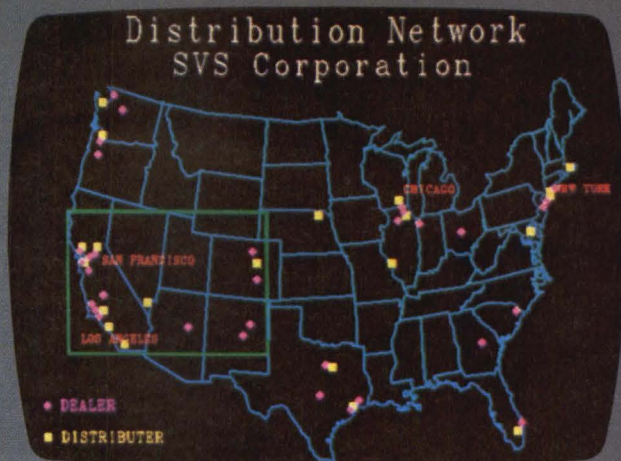 Distribution Network
SVS Corporation
CHICAGO
NEW YORK
SAN FRANCISCO
LOS ANGELES
DEALER
DISTRIBUTER